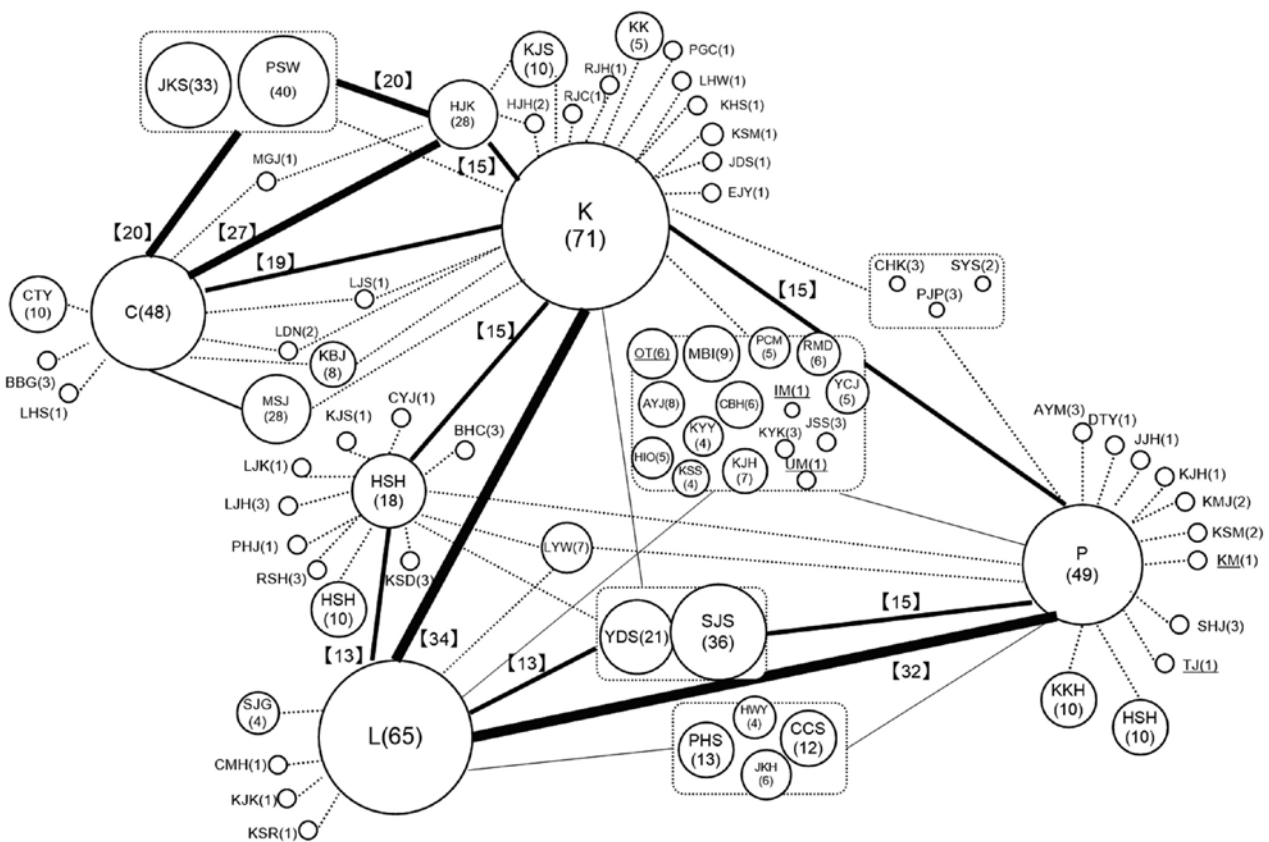 KK
(5)
PGC(1)
KJS
(10)
RJH(1)
LHW(1)
JKS(33)
PSW
(40)
【20】
HJK
(28)
HJH(2)
RJC(1)
KHS(1)
KSM(1)
JDS(1)
EJY(1)
MGJ(1)
【15】
K
(71)
【20】
【27】
【19】
CHK(3)
SYS(2)
PJP(3)
CTY
(10)
C(48)
LJS(1)
【15】
LDN(2)
【15】
BBG(3)
LHS(1)
KBJ
(8)
MSJ
(28)
OT(6)
MBI(9)
PCM
(5)
RMD
(6)
YCJ
(5)
AYJ(8)
CBH(6)
IM(1)
KYY
(4)
KYK(3)
JSS(3)
HIO(5)
KSS
(4)
KJH
(7)
UM(1)
KJS(1)
CYJ(1)
BHC(3)
LJK(1)
HSH
(18)
LJH(3)
PHJ(1)
RSH(3)
KSD(3)
HSH
(10)
LYW(7)
AYM(3)
DTY(1)
JJH(1)
KJH(1)
KMJ(2)
KSM(2)
KM(1)
P
(49)
SHJ(3)
TJ(1)
KKH
(10)
HSH
(10)
YDS(21)
SJS
(36)
【15】
【13】
【34】
【13】
【32】
SJG
(4)
L(65)
CMH(1)
KJK(1)
KSR(1)
HWY
(4)
PHS
(13)
CCS
(12)
JKH
(6)